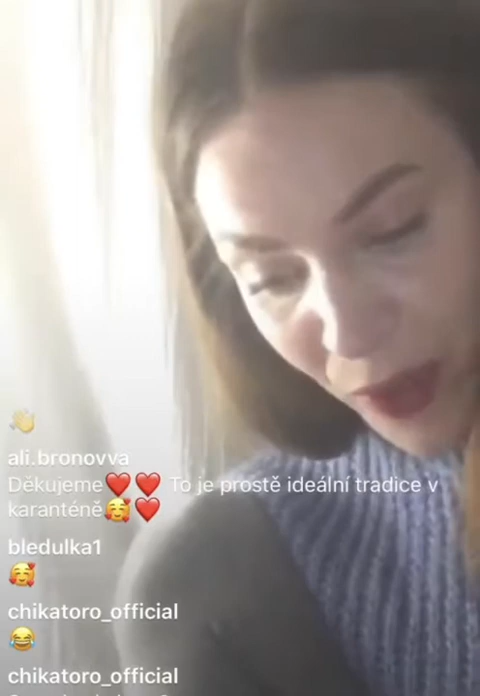 👋
ali.bronovva
Děkujeme❤️❤️ To je prostě ideální tradice v
karanténě🥰❤️
bledulka1
🥰
chikatoro_official
😂
chikatoro_official